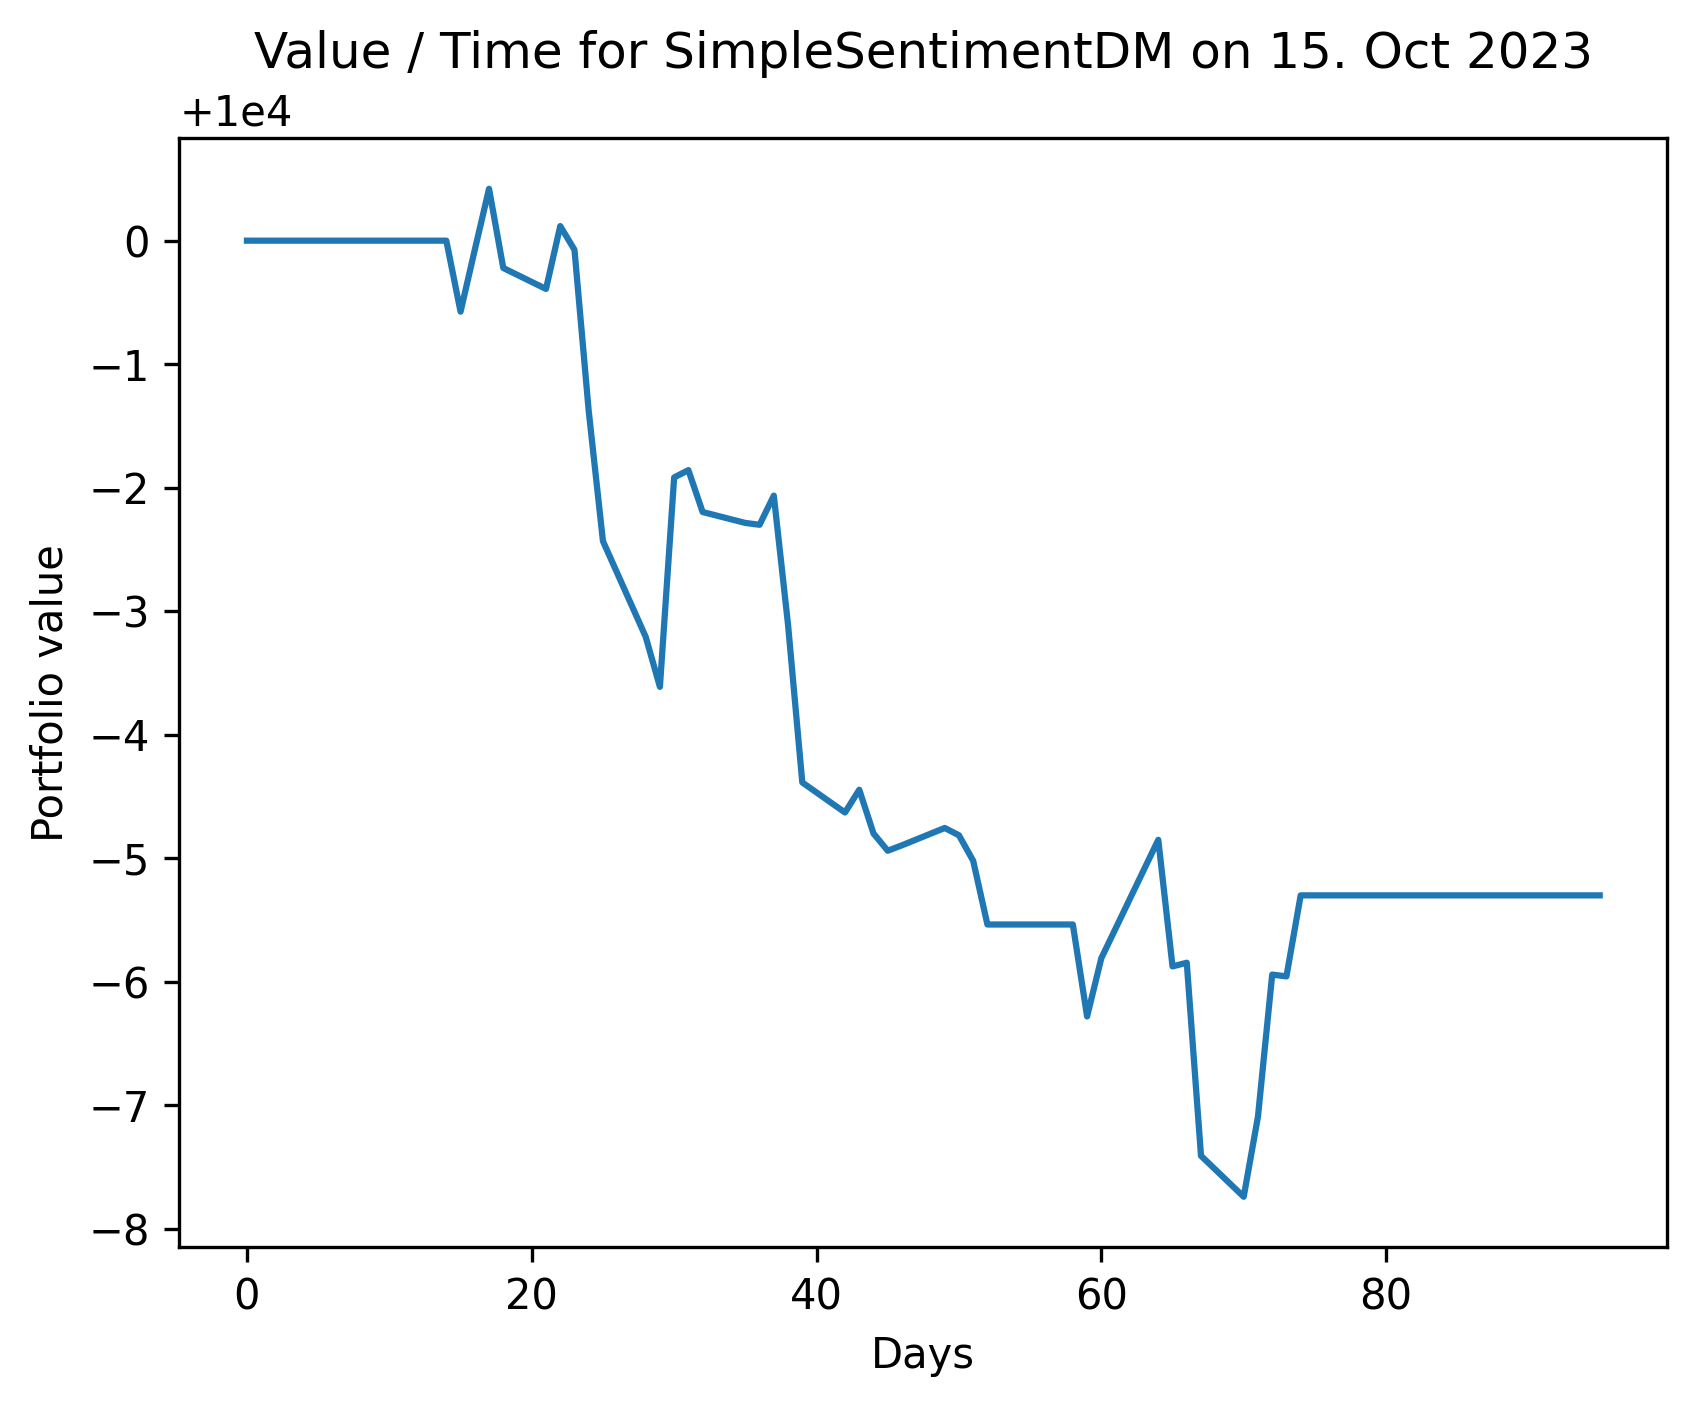 Value / Time for SimpleSentimentDM on 15. Oct 2023
+1e4
0
−1
−2
−3
−4
−5
−6
−7
−8
Portfolio value
0 20 40 60 80
Days